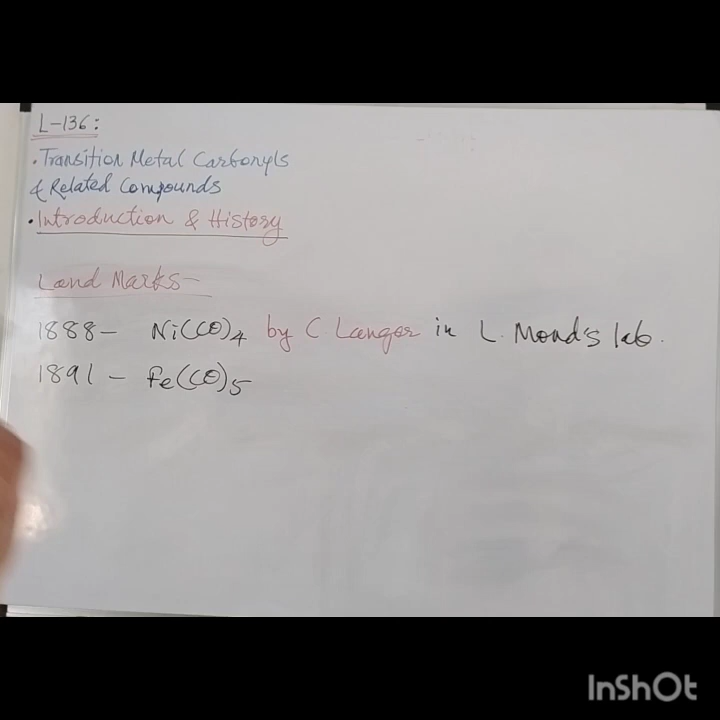 L-136:
• Transition Metal Carbonyls
& Related Compounds
• Introduction & History
Land Marks-
1888- Ni(CO)4 by C Langer in L. Mond's lab.
1891 - Fe(CO)5
InShOt